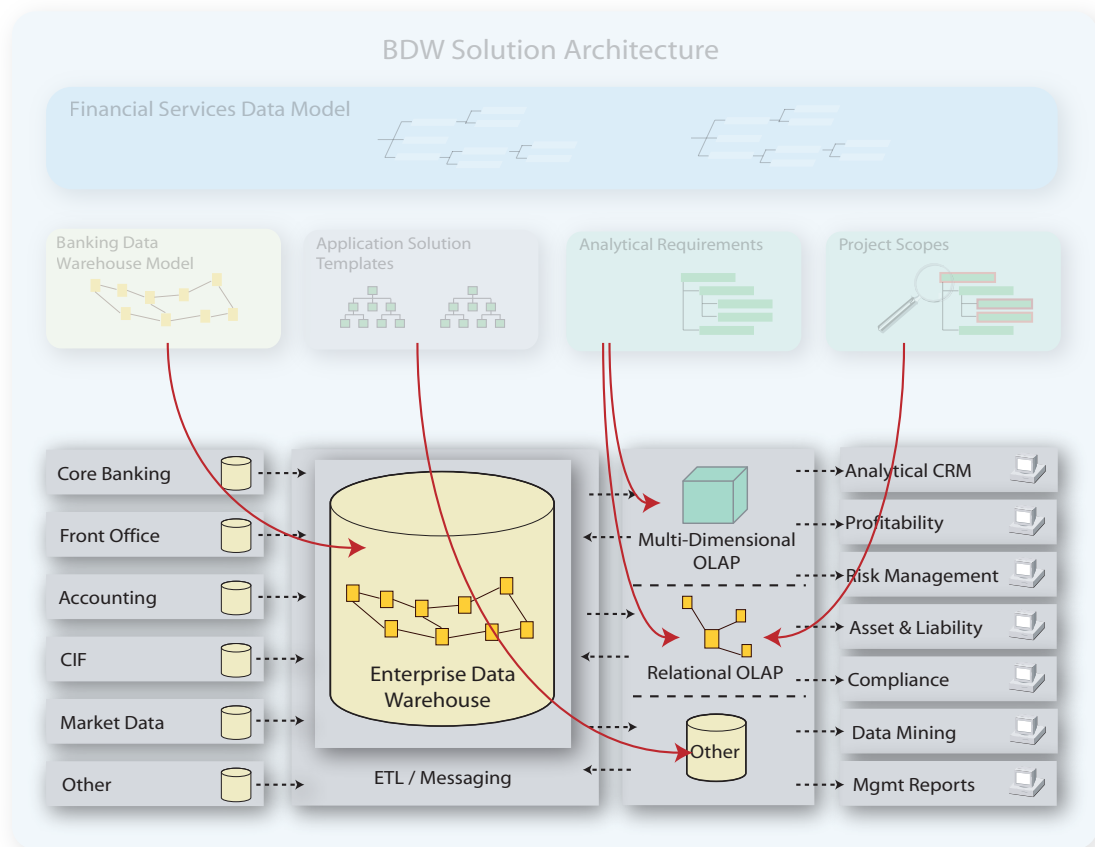 BDW Solution Architecture
Financial Services Data Model
Banking Data
Warehouse Model
Application Solution
Templates
Analytical Requirements
Project Scopes
Core Banking
Front Office
Accounting
CIF
Market Data
Other
Enterprise Data
Warehouse
ETL / Messaging
Multi-Dimensional
OLAP
Relational OLAP
Other
Analytical CRM
Profitability
Risk Management
Asset & Liability
Compliance
Data Mining
Mgmt Reports